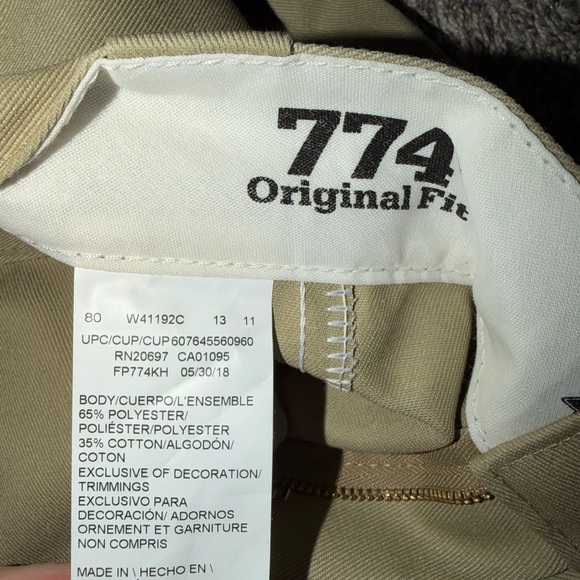 774
Original Fit
80 W41192C 13 11
UPC/CUP/CUP607645560960
RN20697 CA01095
FP774KH 05/30/18
BODY/CUERPO/L'ENSEMBLE
65% POLYESTER/
POLIÉSTER/POLYESTER
35% COTTON/ALGODÓN/
COTON
EXCLUSIVE OF DECORATION/
TRIMMINGS
EXCLUSIVO PARA
DECORACIÓN/ ADORNOS
ORNEMENT ET GARNITURE
NON COMPRIS
MADE IN \ HECHO EN \